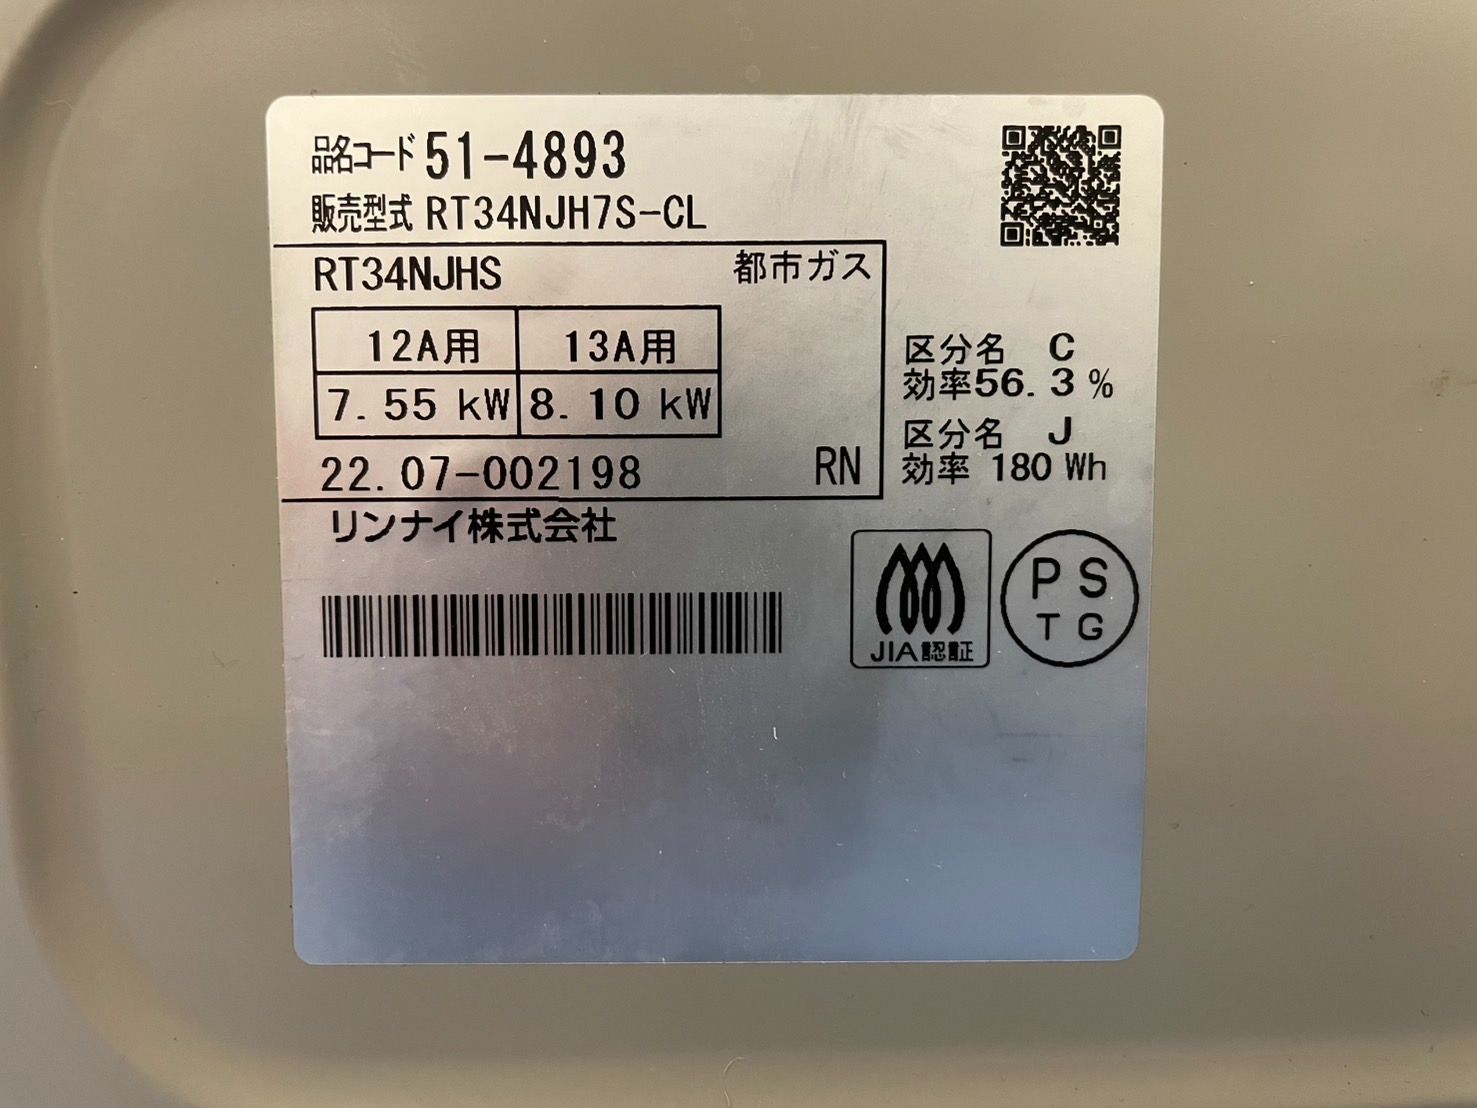 品名コード 51-4893
販売型式 RT34NJH7S-CL
RT34NJHS 都市ガス
12A用 13A用
7.55 kW 8.10 kW
22.07-002198 RN
リンナイ株式会社
区分名 C
効率56.3 %
区分名 J
効率 180 Wh
JIA認証
PS
TG